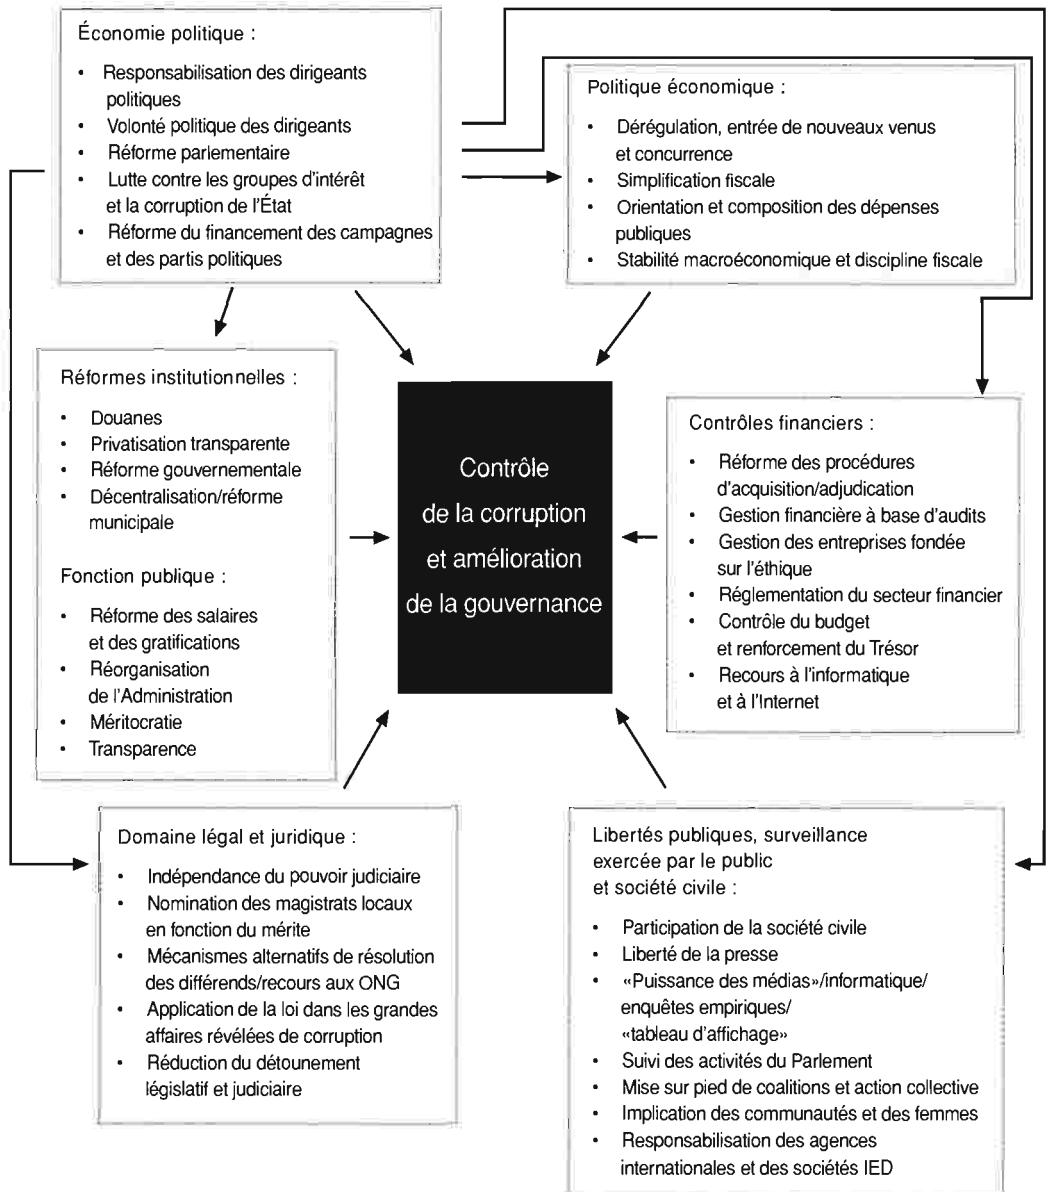 Économie politique :
• Responsabilisation des dirigeants
politiques
• Volonté politique des dirigeants
• Réforme parlementaire
• Lutte contre les groupes d'intérêt
et la corruption de l'État
• Réforme du financement des campagnes
et des partis politiques
Politique économique :
• Dérégulation, entrée de nouveaux venus
et concurrence
• Simplification fiscale
• Orientation et composition des dépenses
publiques
• Stabilité macroéconomique et discipline fiscale
Réformes institutionnelles :
• Douanes
• Privatisation transparente
• Réforme gouvernementale
• Décentralisation/réforme
municipale
Fonction publique :
• Réforme des salaires
et des gratifications
• Réorganisation
de l'Administration
• Méritocratie
• Transparence
Contrôle
de la corruption
et amélioration
de la gouvernance
Contrôles financiers :
• Réforme des procédures
d'acquisition/adjudication
• Gestion financière à base d'audits
• Gestion des entreprises fondée
sur l'éthique
• Réglementation du secteur financier
• Contrôle du budget
et renforcement du Trésor
• Recours à l'informatique
et à l'Internet
Domaine légal et juridique :
• Indépendance du pouvoir judiciaire
• Nomination des magistrats locaux
en fonction du mérite
• Mécanismes alternatifs de résolution
des différends/recours aux ONG
• Application de la loi dans les grandes
affaires révélées de corruption
• Réduction du détounement
législatif et judiciaire
Libertés publiques, surveillance
exercée par le public
et société civile :
• Participation de la société civile
• Liberté de la presse
• «Puissance des médias»/informatique/
enquêtes empiriques/
«tableau d'affichage»
• Suivi des activités du Parlement
• Mise sur pied de coalitions et action collective
• Implication des communautés et des femmes
• Responsabilisation des agences
internationales et des sociétés IED